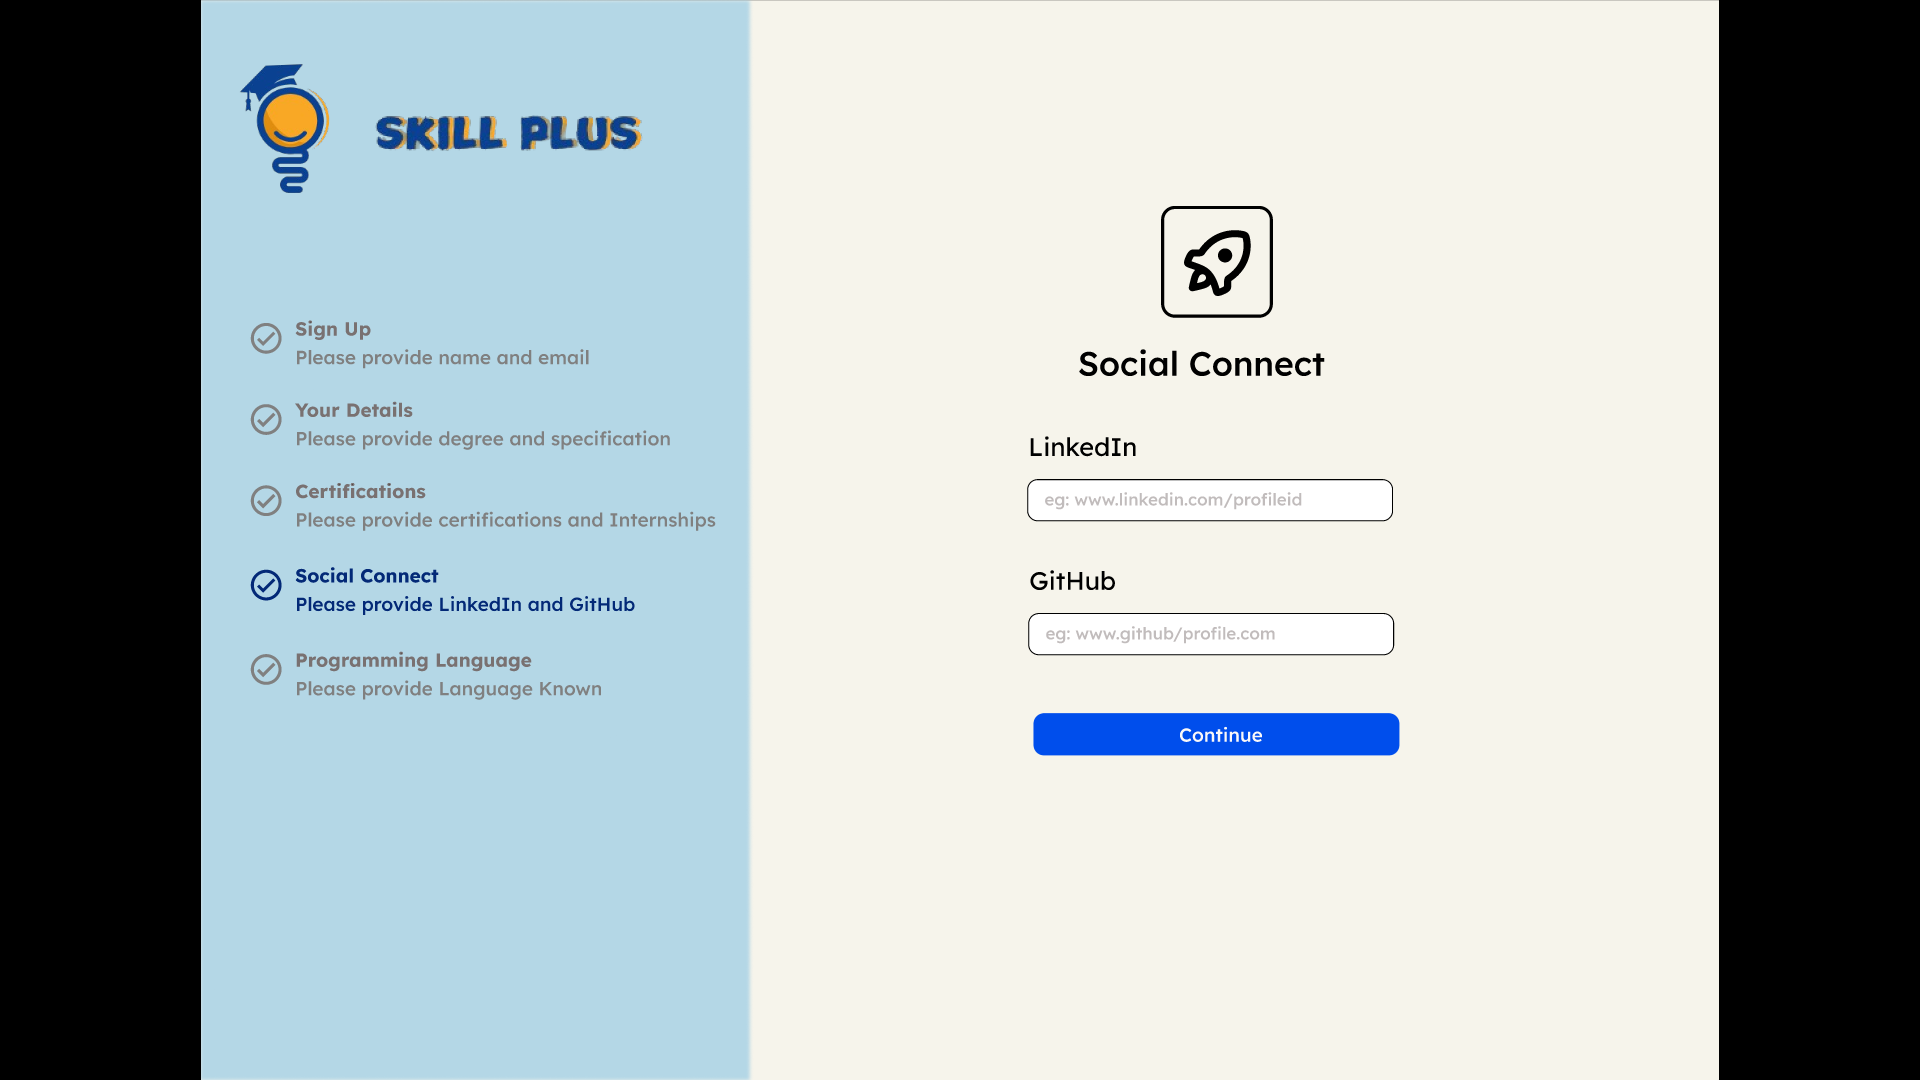 SKILL PLUS
Sign Up
Please provide name and email
Your Details
Please provide degree and specification
Certifications
Please provide certifications and Internships
Social Connect
Please provide LinkedIn and GitHub
Programming Language
Please provide Language Known
Social Connect
LinkedIn
eg: www.linkedin.com/profileid
GitHub
eg: www.github/profile.com
Continue